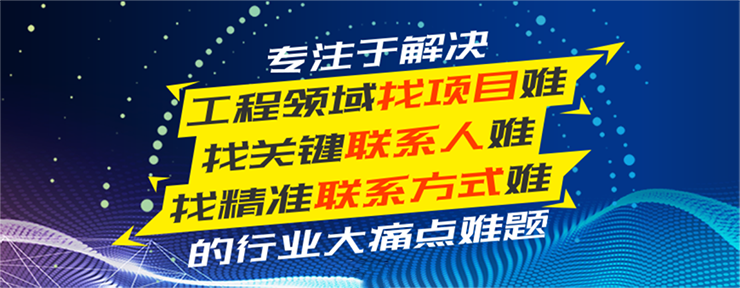 专注于解决
工程领域找项目难
找关键联系人难
找精准联系方式难
的行业大痛点难题